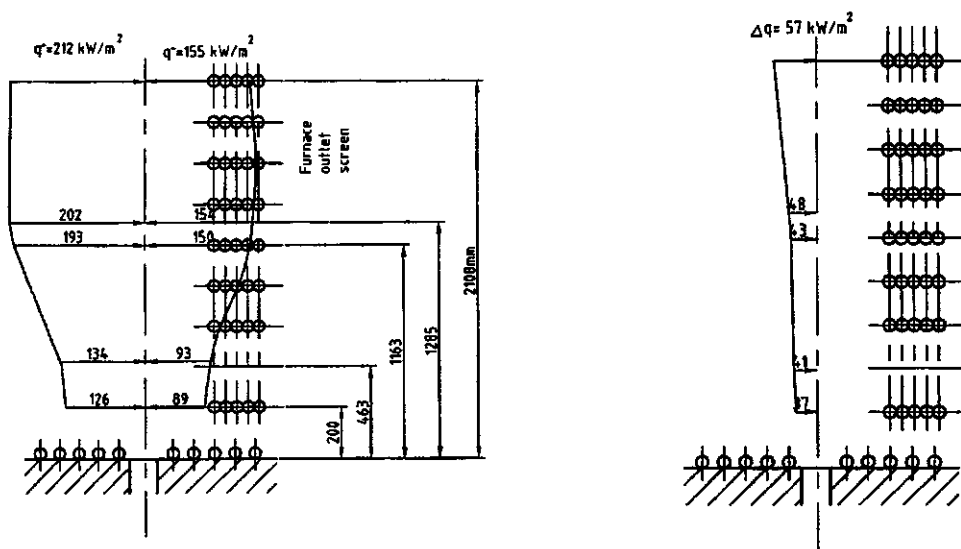 q"=212 kW/m²
q"=155 kW/m²
Furnace
outlet
screen
202
154
193
150
134
93
126
89
200
463
1163
1285
2108mm
Δq= 57 kW/m²
48
43
41
37